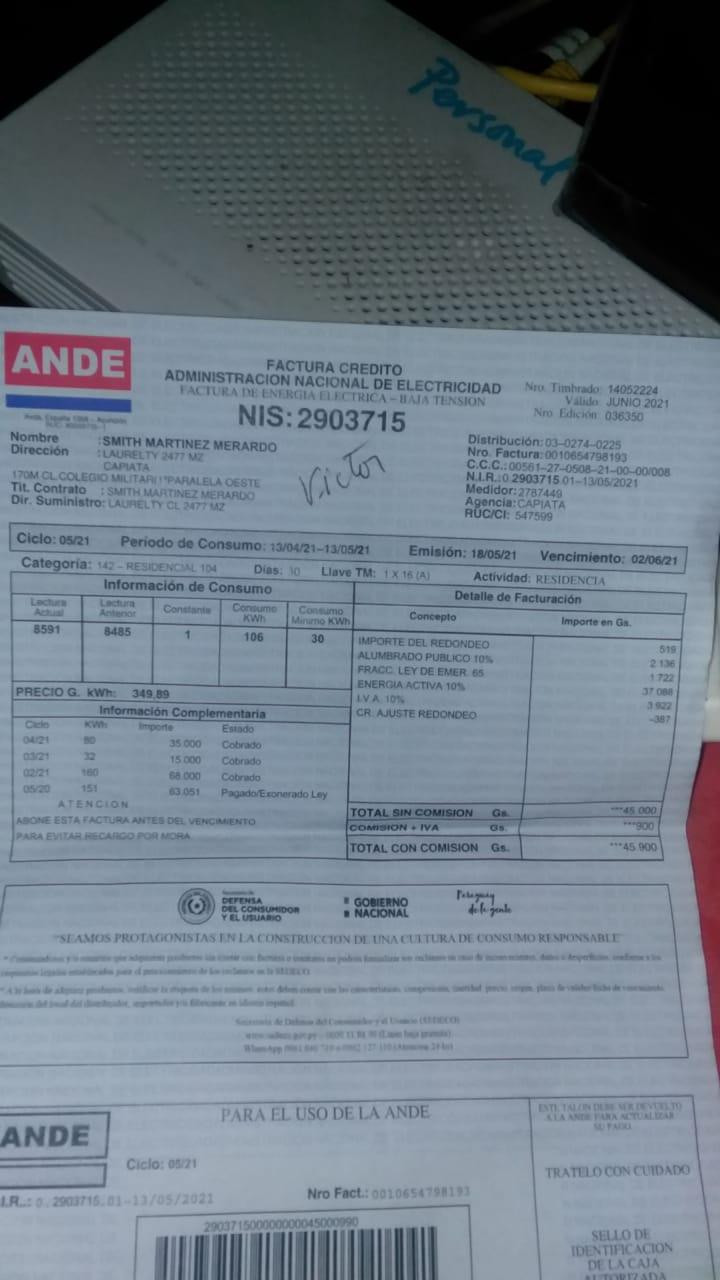 Personal
ANDE
FACTURA CREDITO
ADMINISTRACION NACIONAL DE ELECTRICIDAD
FACTURA DE ENERGIA ELECTRICA - BAJA TENSION
NIS: 2903715
Nro. Timbrado: 14052224
Válido: JUNIO 2021
Nro. Edición: 036350
Nombre : SMITH MARTINEZ MERARDO
Dirección : LAURELTY 2477 MZ
CAPIATA
170M CL.COLEGIO MILITAR/ "PARALELA OESTE
Tit. Contrato : SMITH MARTINEZ MERARDO
Dir. Suministro: LAURELTY CL 2477 MZ
Victor
Distribución: 03-0274-0225
Nro. Factura: 0010654798193
C.C.C.: 00561-27-0508-21-00-00/008
N.I.R.: 0.2903715.01-13/05/2021
Medidor: 2787449
Agencia: CAPIATA
RUC/CI: 547599
Ciclo: 05/21 Periodo de Consumo: 13/04/21-13/05/21 Emisión: 18/05/21 Vencimiento: 02/06/21
Categoría: 142 - RESIDENCIAL 104 Días: 30 Llave TM: 1 X 16 (A) Actividad: RESIDENCIA
Información de Consumo
Lectura Actual Lectura Anterior Constante Consumo KWh Consumo Minimo KWh
8591 8485 1 106 30
PRECIO G. kWh: 349,89
Información Complementaria
Ciclo KWh Importe Estado
04/21 80 35.000 Cobrado
03/21 32 15.000 Cobrado
02/21 160 68.000 Cobrado
05/20 151 63.051 Pagado/Exonerado Ley
ATENCION
ABONE ESTA FACTURA ANTES DEL VENCIMIENTO
PARA EVITAR RECARGO POR MORA.
Detalle de Facturación
Concepto Importe en Gs.
IMPORTE DEL REDONDEO 519
ALUMBRADO PUBLICO 10% 2.136
FRACC. LEY DE EMER. 65 1.722
ENERGIA ACTIVA 10% 37.088
I.V.A. 10% 3.922
CR. AJUSTE REDONDEO -387
TOTAL SIN COMISION Gs. ***45.000
COMISION + IVA Gs. ***900
TOTAL CON COMISION Gs. ***45.900
DEFENSA
DEL CONSUMIDOR
Y EL USUARIO
GOBIERNO
NACIONAL
Paraguay
de la gente
"SEAMOS PROTAGONISTAS EN LA CONSTRUCCION DE UNA CULTURA DE CONSUMO RESPONSABLE"
Secretaría de Defensa del Consumidor y el Usuario (SEDECO)
ANDE
PARA EL USO DE LA ANDE
Ciclo: 05/21
I.R.: 0.2903715.01-13/05/2021
Nro Fact.: 0010654798193
29037150000000045000990
ESTE TALON DEBE SER DEVUELTO
A LA ANDE PARA ACTUALIZAR
SU PAGO
TRATELO CON CUIDADO
SELLO DE
IDENTIFICACION
DE LA CAJA
AUTORIZADA